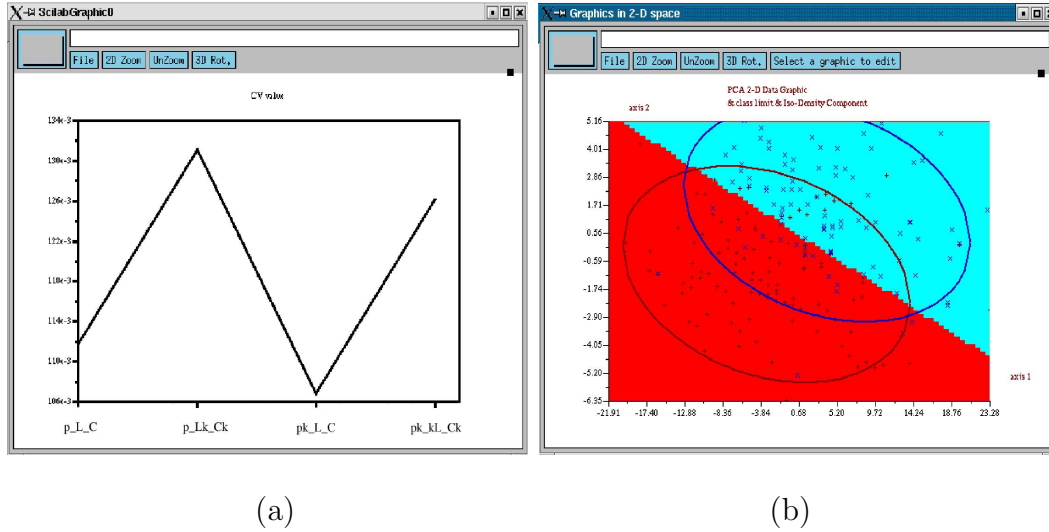 ScilabGraphic0
File 2D Zoom UnZoom 3D Rot.
CV value
134e-3
130e-3
126e-3
122e-3
118e-3
114e-3
110e-3
106e-3
p_L_C p_Lk_Ck pk_L_C pk_kL_Ck
(a)
Graphics in 2-D space
File 2D Zoom UnZoom 3D Rot. Select a graphic to edit
PCA 2-D Data Graphic
& class limit & Iso-Density Component
axis 2
5.16
4.01
2.86
1.71
0.56
-0.59
-1.74
-2.90
-4.05
-5.20
-6.35
axis 1
-21.91 -17.40 -12.88 -8.36 -3.84 0.68 5.20 9.72 14.24 18.76 23.28
(b)